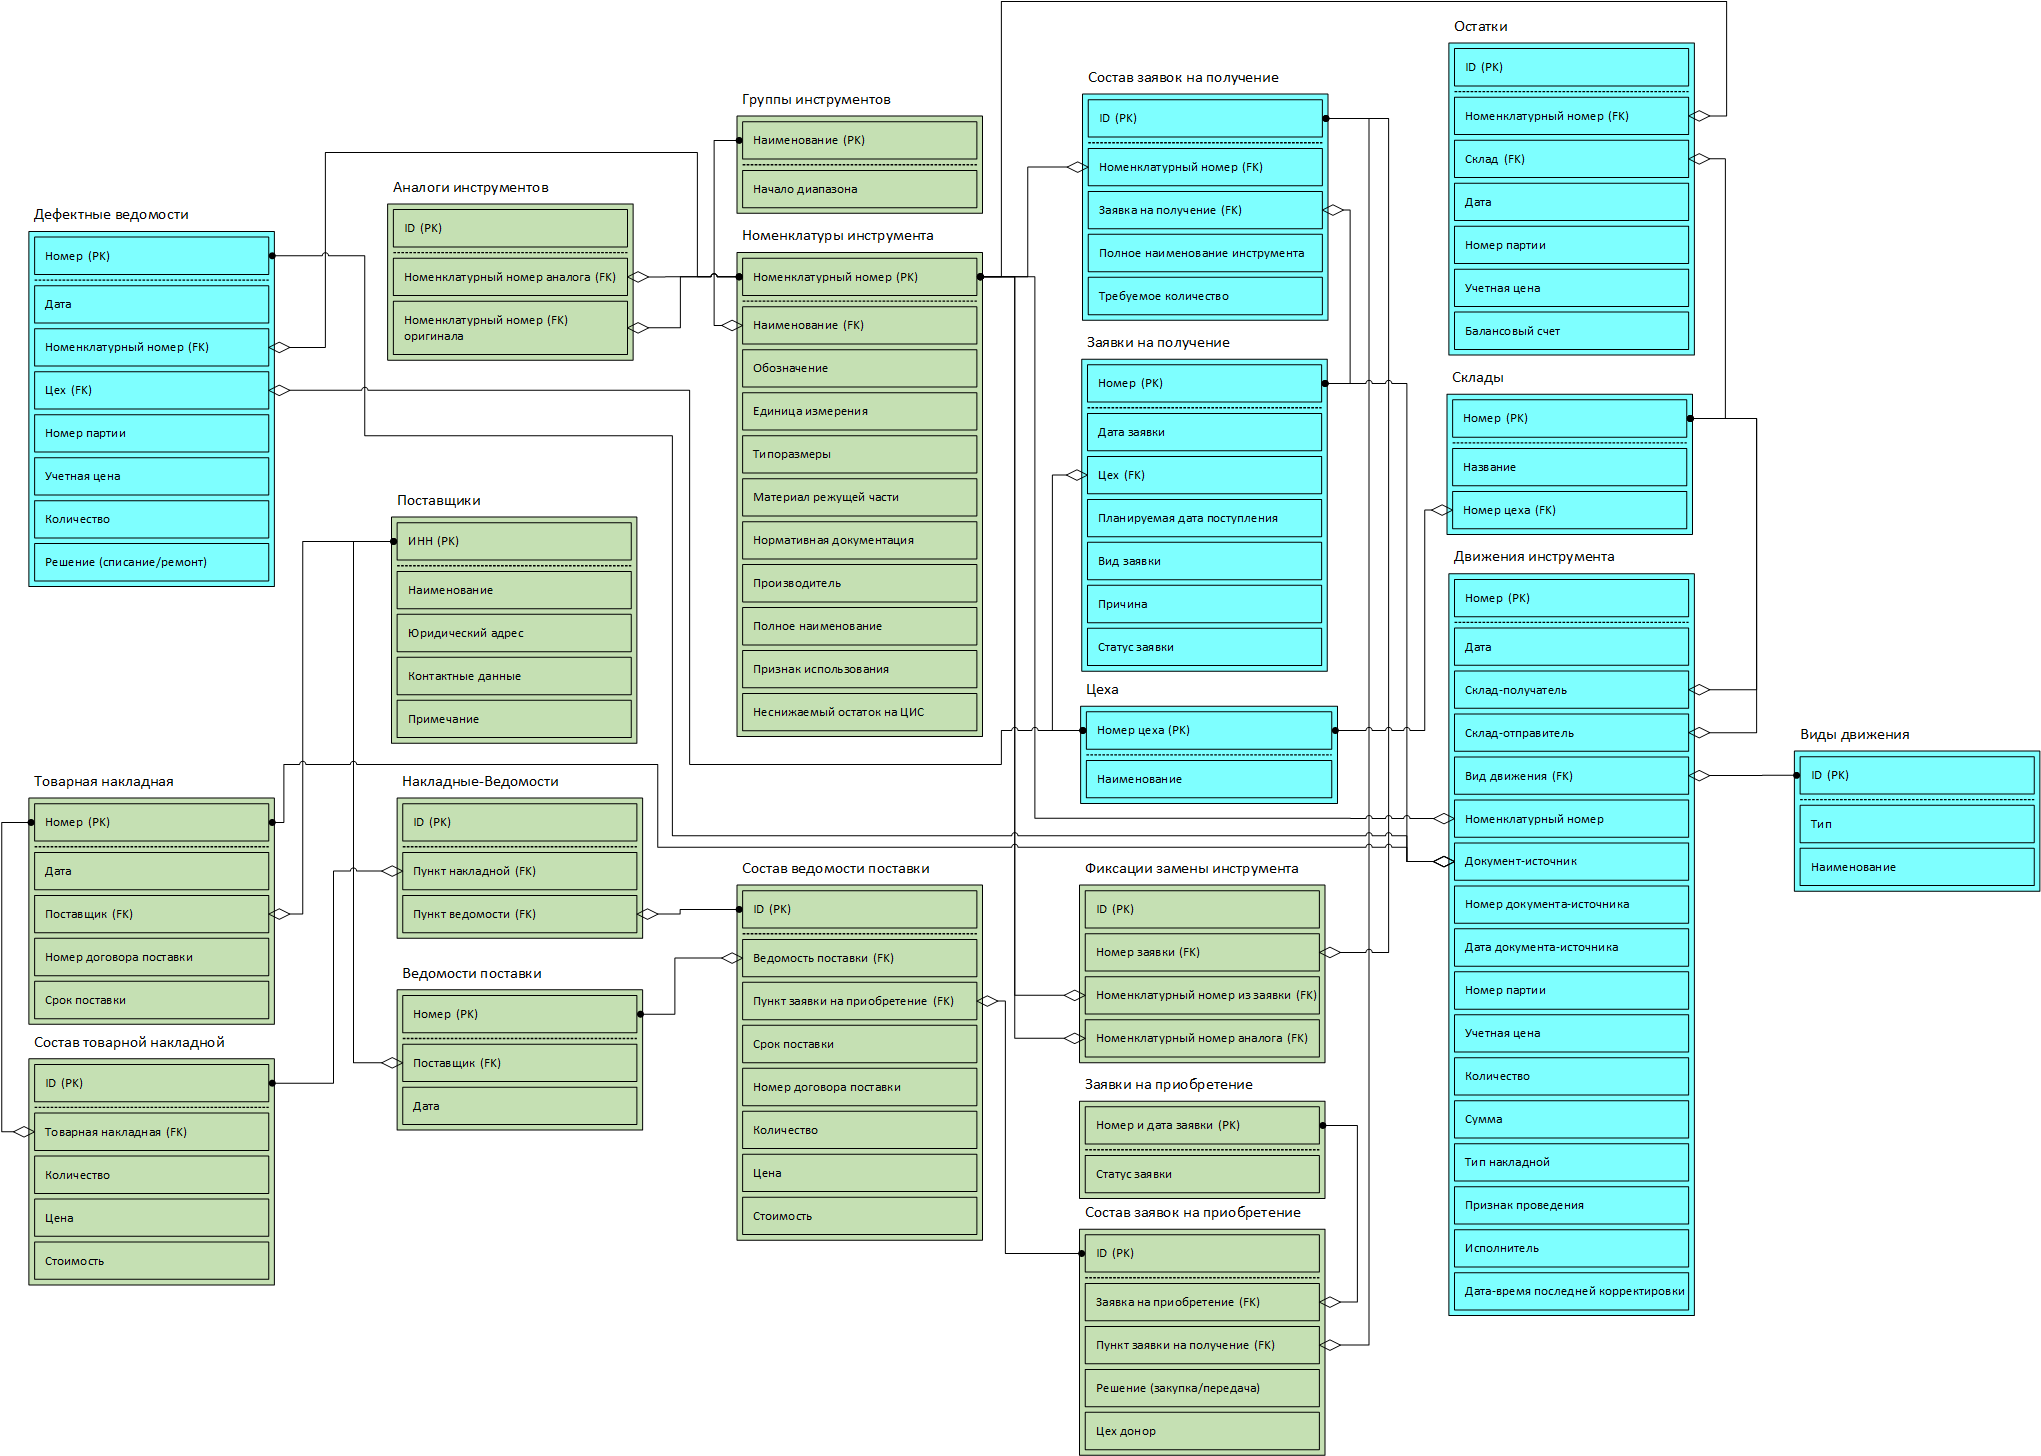 Дефектные ведомости
Номер (PK)
Дата
Номенклатурный номер (FK)
Цех (FK)
Номер партии
Учетная цена
Количество
Решение (списание/ремонт)
Товарная накладная
Номер (PK)
Дата
Поставщик (FK)
Номер договора поставки
Срок поставки
Состав товарной накладной
ID (PK)
Товарная накладная (FK)
Количество
Цена
Стоимость
Аналоги инструментов
ID (PK)
Номенклатурный номер аналога (FK)
Номенклатурный номер (FK)
оригинала
Поставщики
ИНН (PK)
Наименование
Юридический адрес
Контактные данные
Примечание
Накладные-Ведомости
ID (PK)
Пункт накладной (FK)
Пункт ведомости (FK)
Ведомости поставки
Номер (PK)
Поставщик (FK)
Дата
Группы инструментов
Наименование (PK)
Начало диапазона
Номенклатуры инструмента
Номенклатурный номер (PK)
Наименование (FK)
Обозначение
Единица измерения
Типоразмеры
Материал режущей части
Нормативная документация
Производитель
Полное наименование
Признак использования
Неснижаемый остаток на ЦИС
Состав ведомости поставки
ID (PK)
Ведомость поставки (FK)
Пункт заявки на приобретение (FK)
Срок поставки
Номер договора поставки
Количество
Цена
Стоимость
Состав заявок на получение
ID (PK)
Номенклатурный номер (FK)
Заявка на получение (FK)
Полное наименование инструмента
Требуемое количество
Заявки на получение
Номер (PK)
Дата заявки
Цех (FK)
Планируемая дата поступления
Вид заявки
Причина
Статус заявки
Цеха
Номер цеха (PK)
Наименование
Фиксации замены инструмента
ID (PK)
Номер заявки (FK)
Номенклатурный номер из заявки (FK)
Номенклатурный номер аналога (FK)
Заявки на приобретение
Номер и дата заявки (PK)
Статус заявки
Состав заявок на приобретение
ID (PK)
Заявка на приобретение (FK)
Пункт заявки на получение (FK)
Решение (закупка/передача)
Цех донор
Остатки
ID (PK)
Номенклатурный номер (FK)
Склад (FK)
Дата
Номер партии
Учетная цена
Балансовый счет
Склады
Номер (PK)
Название
Номер цеха (FK)
Движения инструмента
Номер (PK)
Дата
Склад-получатель
Склад-отправитель
Вид движения (FK)
Номенклатурный номер
Документ-источник
Номер документа-источника
Дата документа-источника
Номер партии
Учетная цена
Количество
Сумма
Тип накладной
Признак проведения
Исполнитель
Дата-время последней корректировки
Виды движения
ID (PK)
Тип
Наименование